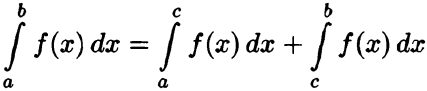 ∫_a^b f(x) dx = ∫_a^c f(x) dx + ∫_c^b f(x) dx